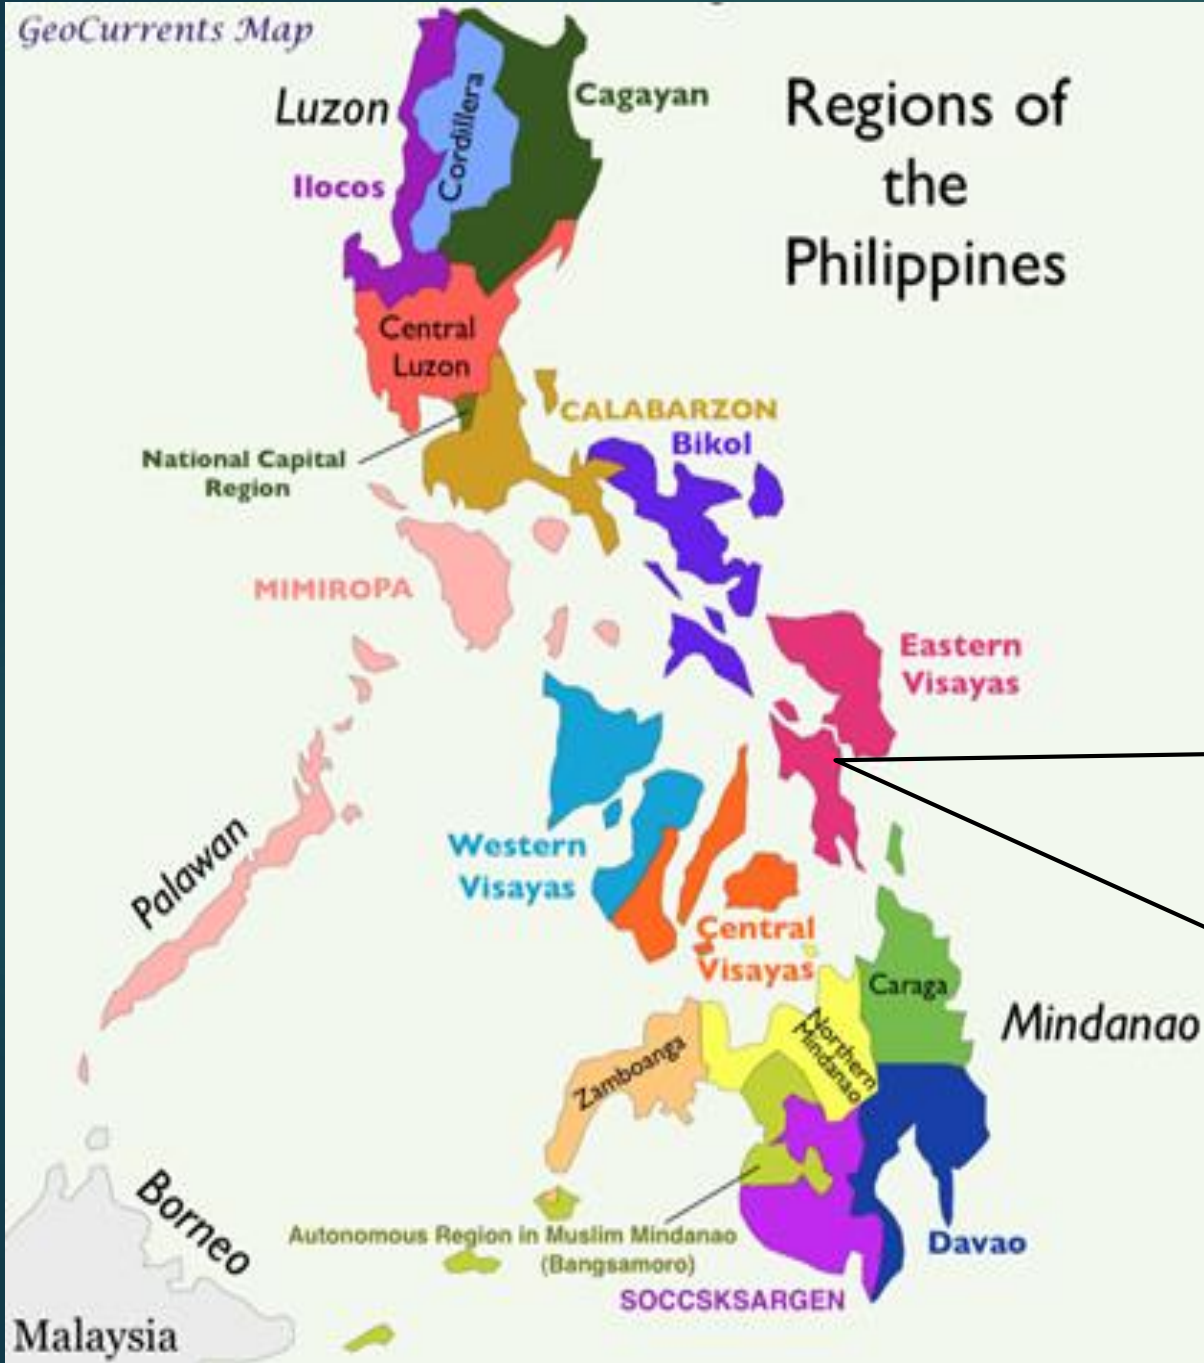 GeoCurrents Map
Regions of
the
Philippines
Luzon
Cagayan
Cordillera
Ilocos
Central
Luzon
CALABARZON
Bikol
National Capital
Region
MIMIROPA
Eastern
Visayas
Palawan
Western
Visayas
Central
Visayas
Caraga
Mindanao
Northern
Mindanao
Zamboanga
Borneo
Autonomous Region in Muslim Mindanao
(Bangsamoro)
Davao
SOCCSKSARGEN
Malaysia